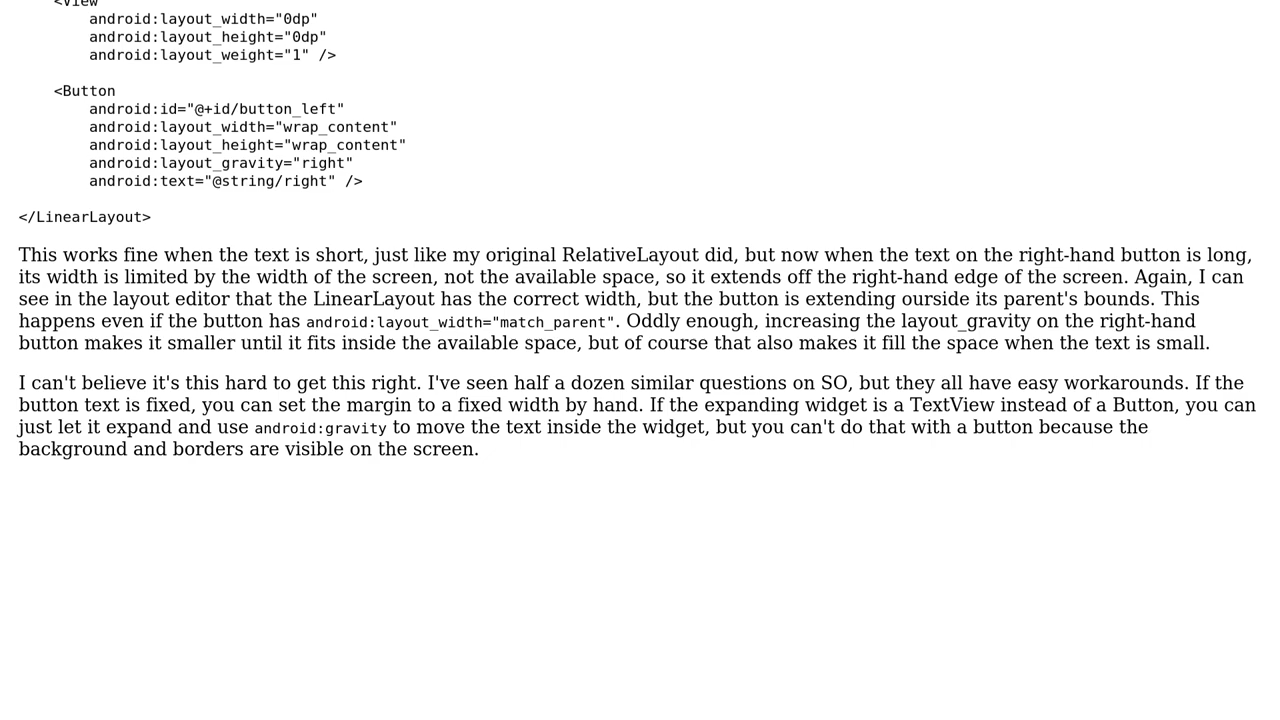 <View
android:layout_width="0dp"
android:layout_height="0dp"
android:layout_weight="1" />
<Button
android:id="@+id/button_left"
android:layout_width="wrap_content"
android:layout_height="wrap_content"
android:layout_gravity="right"
android:text="@string/right" />
</LinearLayout>
This works fine when the text is short, just like my original RelativeLayout did, but now when the text on the right-hand button is long,
its width is limited by the width of the screen, not the available space, so it extends off the right-hand edge of the screen. Again, I can
see in the layout editor that the LinearLayout has the correct width, but the button is extending ourside its parent's bounds. This
happens even if the button has android:layout_width="match_parent". Oddly enough, increasing the layout_gravity on the right-hand
button makes it smaller until it fits inside the available space, but of course that also makes it fill the space when the text is small.
I can't believe it's this hard to get this right. I've seen half a dozen similar questions on SO, but they all have easy workarounds. If the
button text is fixed, you can set the margin to a fixed width by hand. If the expanding widget is a TextView instead of a Button, you can
just let it expand and use android:gravity to move the text inside the widget, but you can't do that with a button because the
background and borders are visible on the screen.